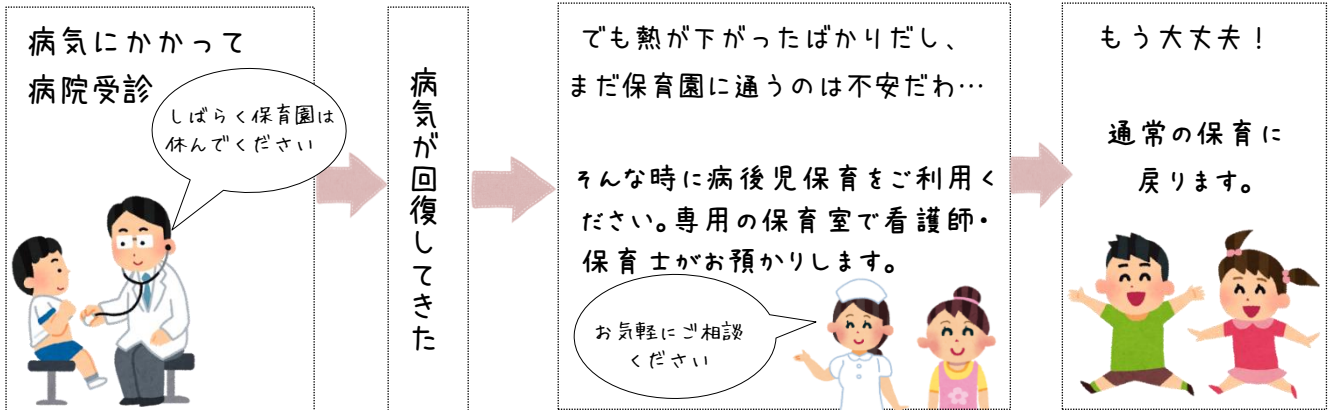 病気にかかって
病院受診
しばらく保育園は
休んでください
病気が回復してきた
でも熱が下がったばかりだし、
まだ保育園に通うのは不安だわ…
そんな時に病後児保育をご利用く
ださい。専用の保育室で看護師・
保育士がお預かりします。
お気軽にご相談
ください
もう大丈夫！
通常の保育に
戻ります。